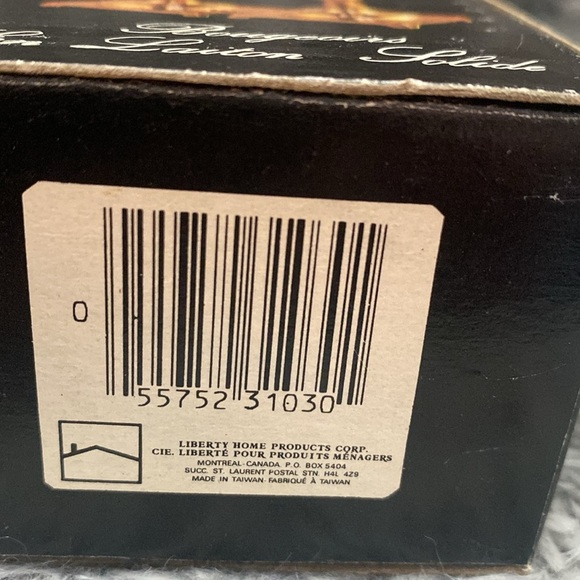 Bougeoirs
En Laiton Solide
0
55752 31030
LIBERTY HOME PRODUCTS CORP.
CIE. LIBERTÉ POUR PRODUITS MÉNAGERS
MONTREAL-CANADA P.O. BOX 5404
SUCC. ST. LAURENT POSTAL STN. H4L 4Z9
MADE IN TAIWAN-FABRIQUÉ À TAIWAN